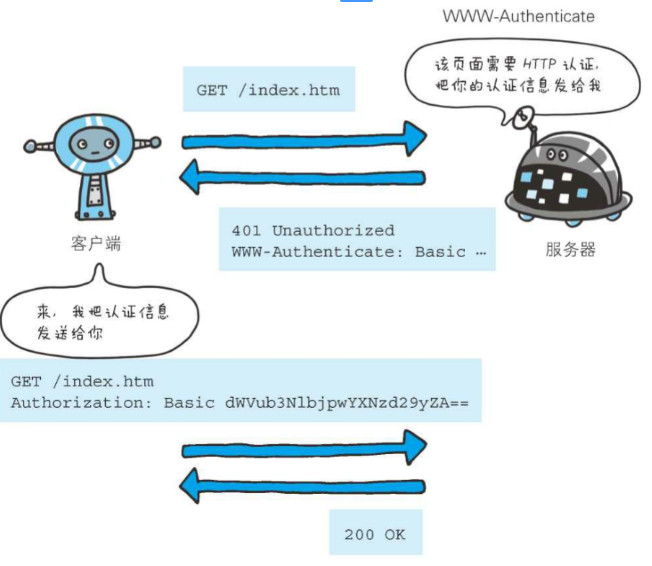 WWW-Authenticate
该页面需要 HTTP 认证,
把你的认证信息发给我
GET /index.htm
401 Unauthorized
WWW-Authenticate: Basic …
客户端
服务器
来, 我把认证信息
发送给你
GET /index.htm
Authorization: Basic dWVub3NlbjpwYXNzd29yZA==
200 OK